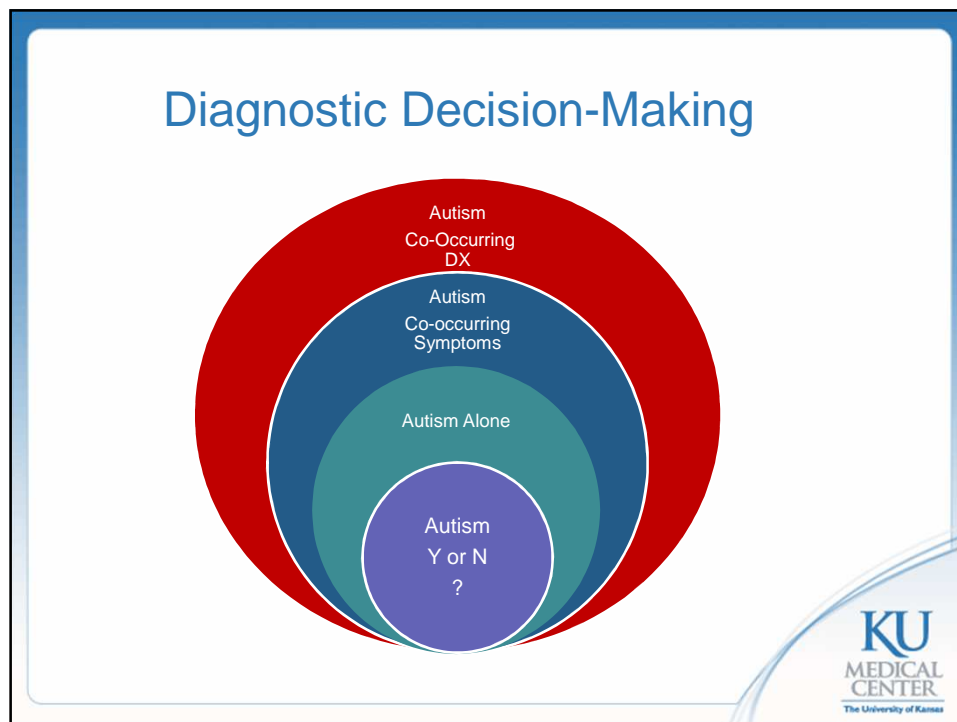 Diagnostic Decision-Making
Autism
Co-Occurring
DX
Autism
Co-occurring
Symptoms
Autism Alone
Autism
Y or N
?
KU
MEDICAL
CENTER
The University of Kansas